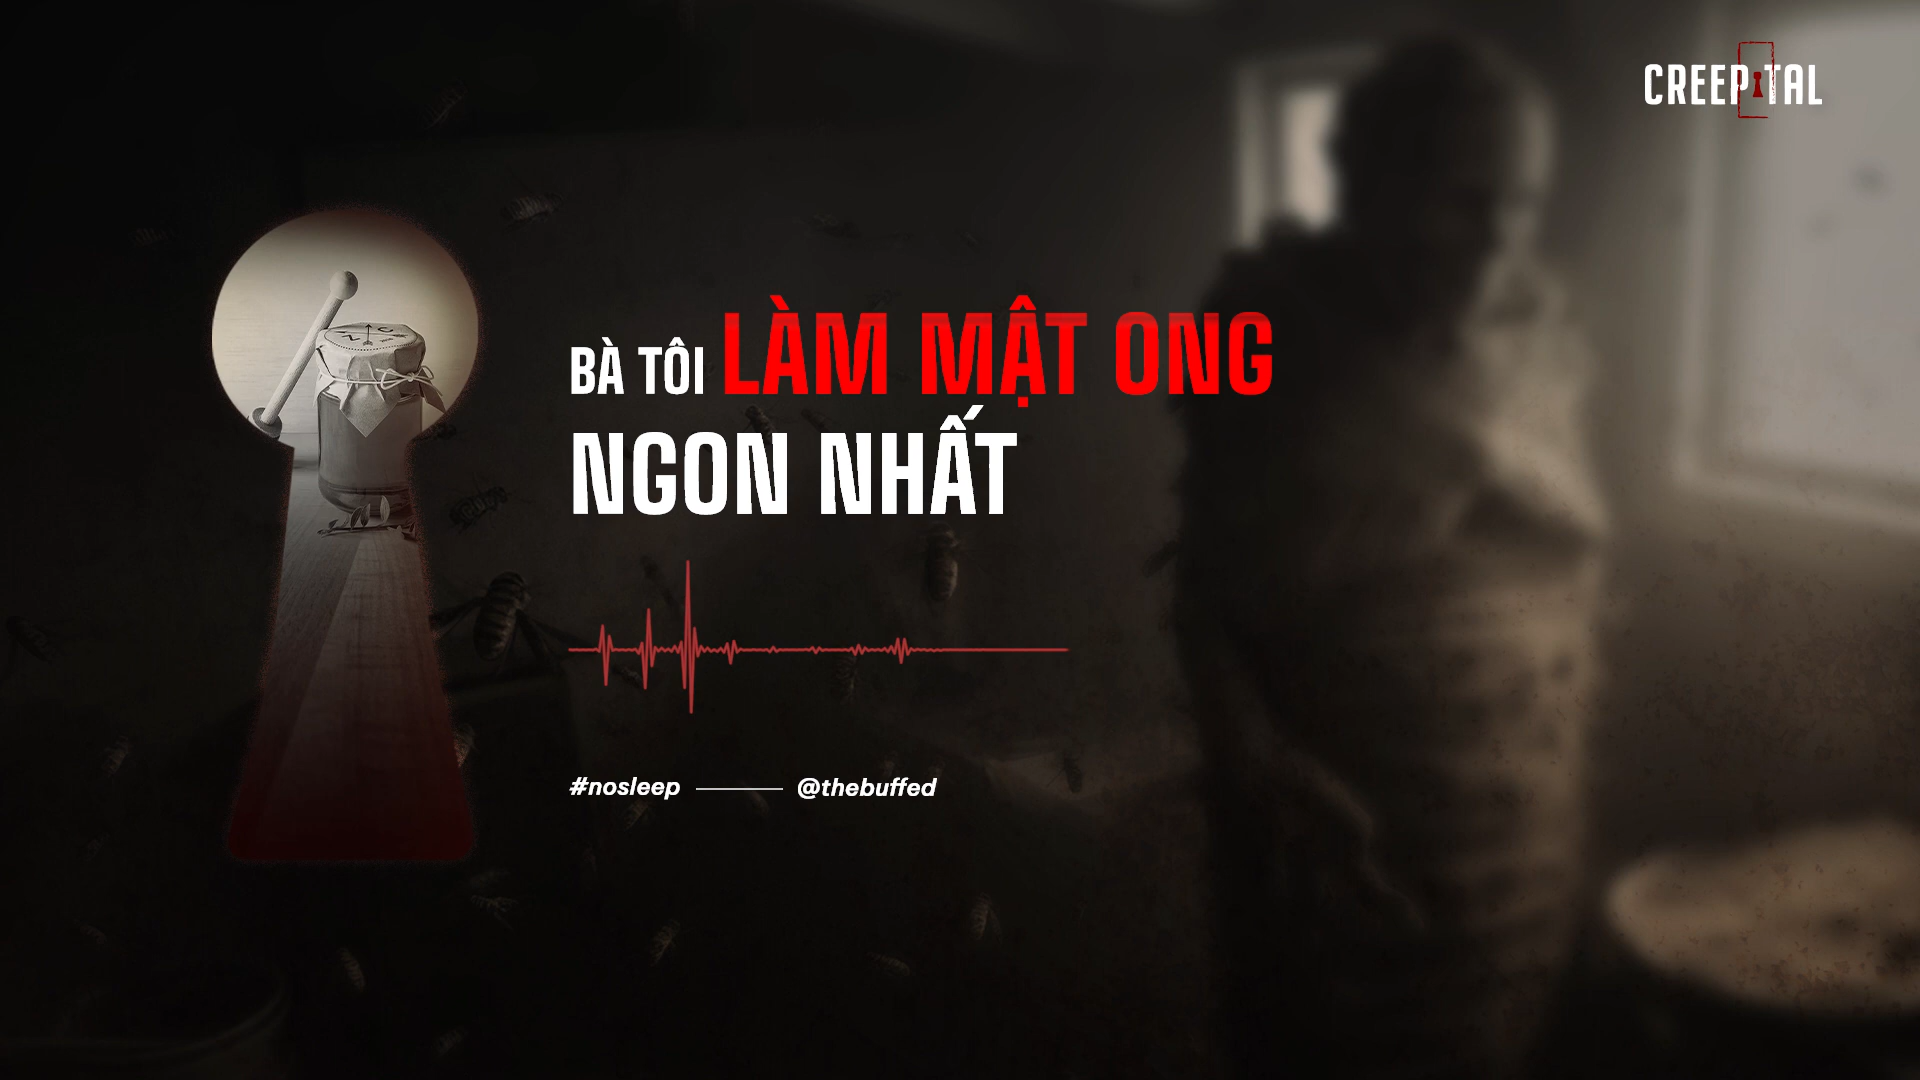 CREEPITAL
BÀ TÔI LÀM MẬT ONG
NGON NHẤT
#nosleep
@thebuffed